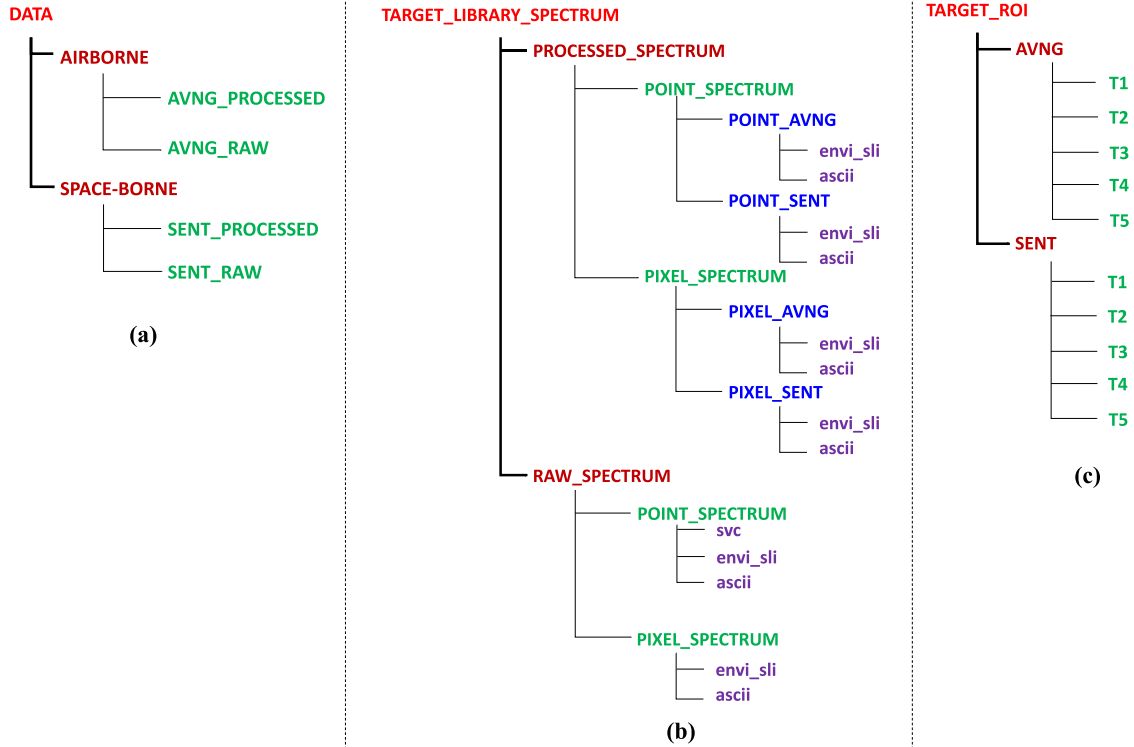 DATA
AIRBORNE
AVNG_PROCESSED
AVNG_RAW
SPACE-BORNE
SENT_PROCESSED
SENT_RAW
(a)
TARGET_LIBRARY_SPECTRUM
PROCESSED_SPECTRUM
POINT_SPECTRUM
POINT_AVNG
envi_sli
ascii
POINT_SENT
envi_sli
ascii
PIXEL_SPECTRUM
PIXEL_AVNG
envi_sli
ascii
PIXEL_SENT
envi_sli
ascii
RAW_SPECTRUM
POINT_SPECTRUM
svc
envi_sli
ascii
PIXEL_SPECTRUM
envi_sli
ascii
(b)
TARGET_ROI
AVNG
T1
T2
T3
T4
T5
SENT
T1
T2
T3
T4
T5
(c)